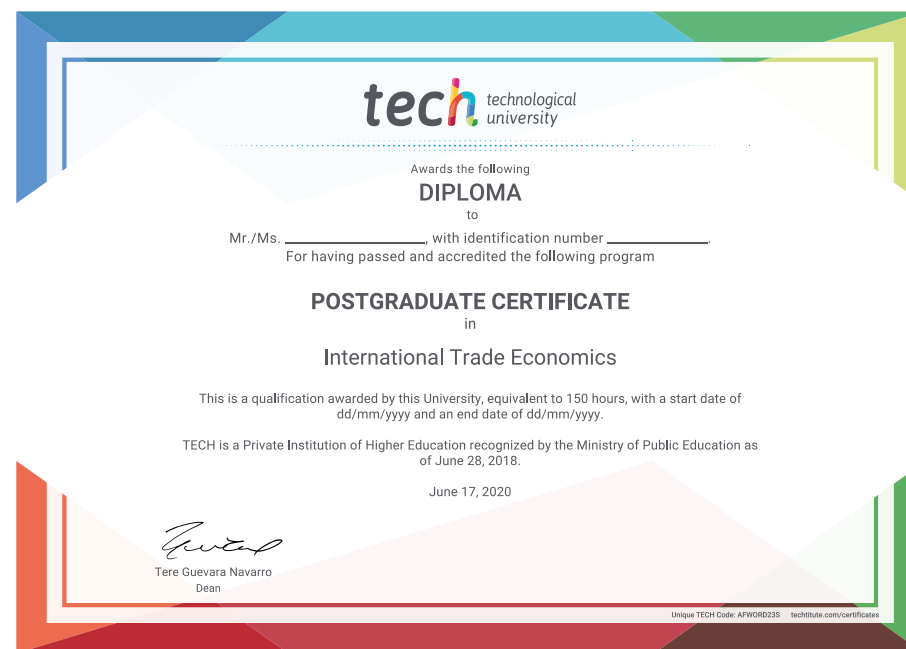 tech technological
university
Awards the following
DIPLOMA
to
Mr./Ms. ____________, with identification number ____________.
For having passed and accredited the following program
POSTGRADUATE CERTIFICATE
in
International Trade Economics
This is a qualification awarded by this University, equivalent to 150 hours, with a start date of
dd/mm/yyyy and an end date of dd/mm/yyyy.
TECH is a Private Institution of Higher Education recognized by the Ministry of Public Education as
of June 28, 2018.
June 17, 2020
Tere Guevara Navarro
Dean
Unique TECH Code: AFWORD23S techtitute.com/certificates